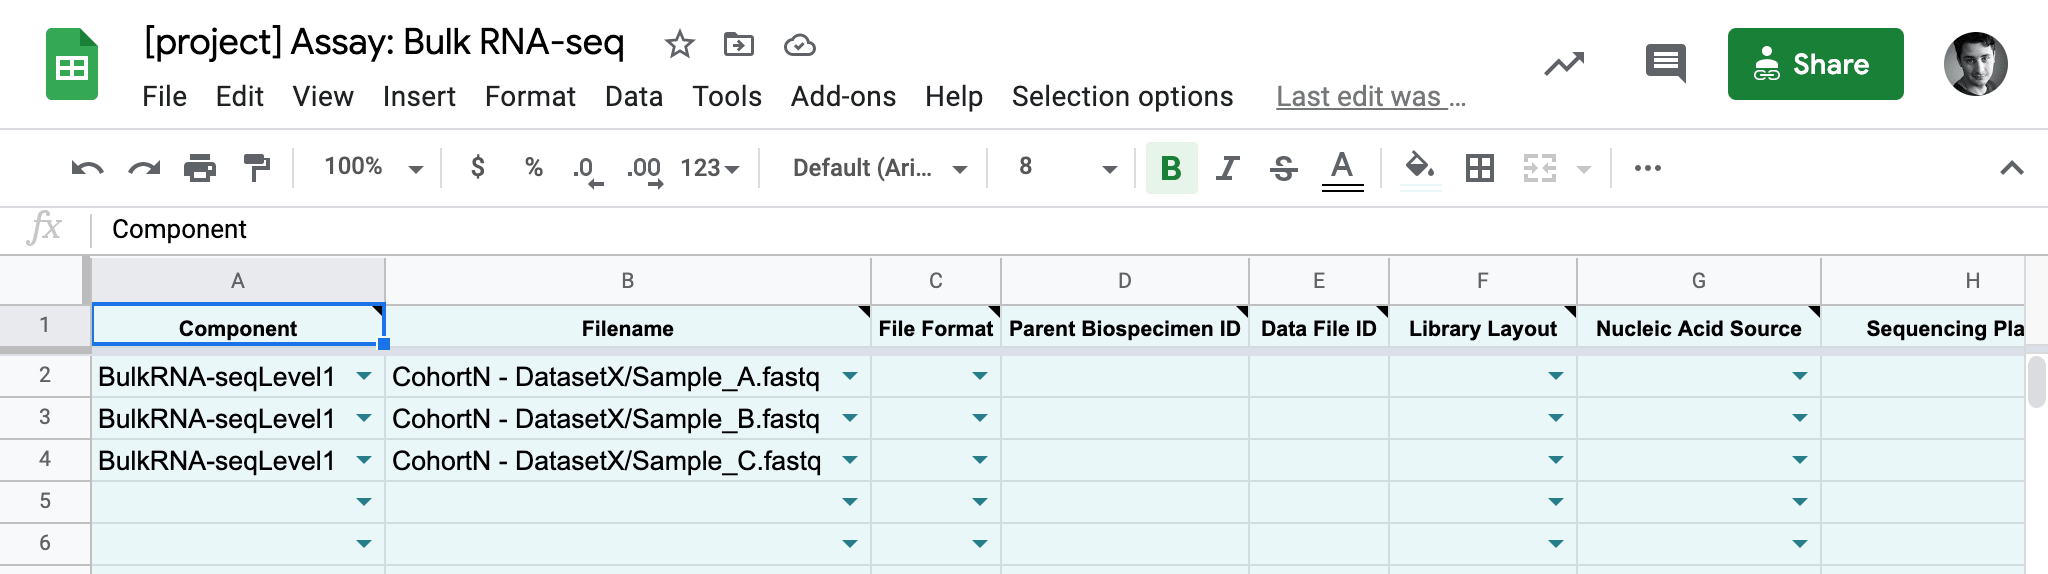 [project] Assay: Bulk RNA-seq
File Edit View Insert Format Data Tools Add-ons Help Selection options Last edit was ...
Share
100% $ % .0 .00 123 Default (Ari... 8 B I S A ...
fx Component
A B C D E F G H
1 Component Filename File Format Parent Biospecimen ID Data File ID Library Layout Nucleic Acid Source Sequencing Pla
2 BulkRNA-seqLevel1 CohortN - DatasetX/Sample_A.fastq
3 BulkRNA-seqLevel1 CohortN - DatasetX/Sample_B.fastq
4 BulkRNA-seqLevel1 CohortN - DatasetX/Sample_C.fastq
5
6